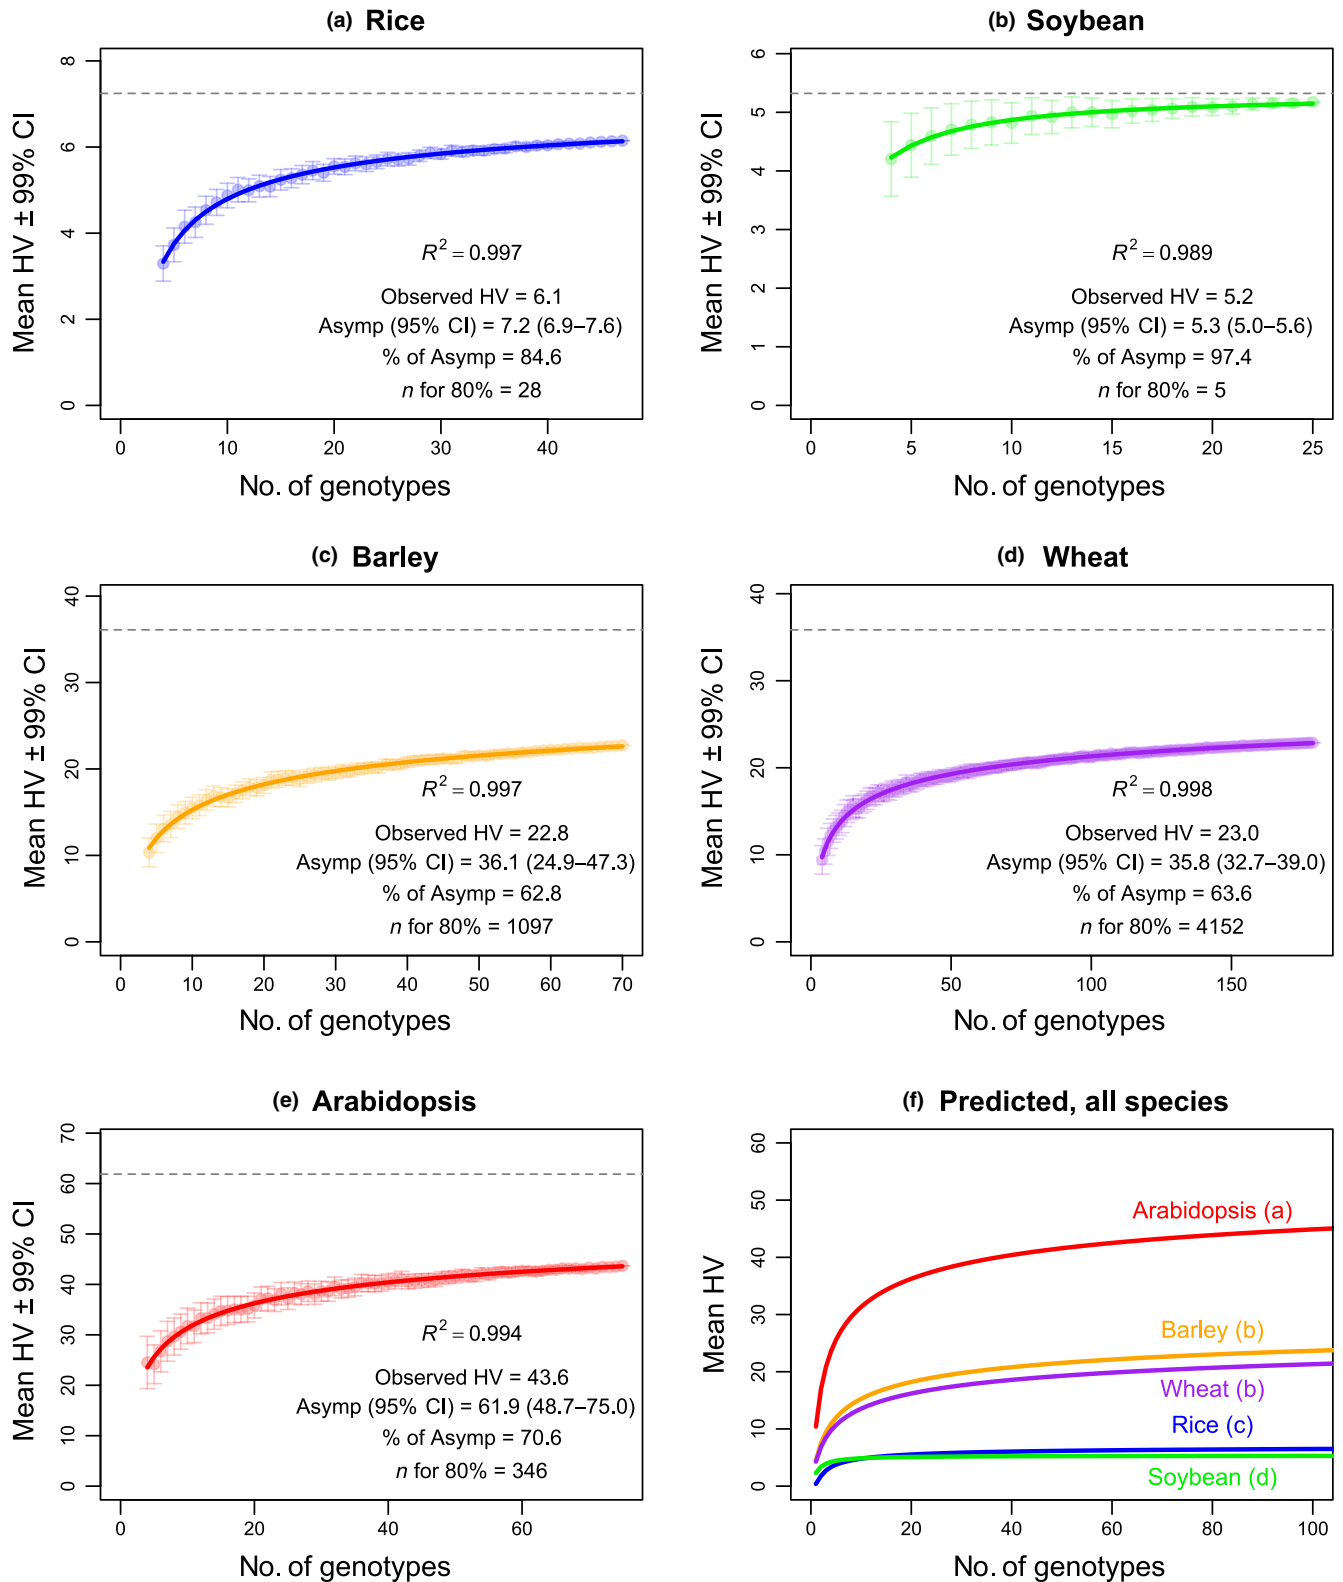 (a) Rice
Mean HV ± 99% CI
8
6
4
2
0
R² = 0.997
Observed HV = 6.1
Asymp (95% CI) = 7.2 (6.9–7.6)
% of Asymp = 84.6
n for 80% = 28
0 10 20 30 40
No. of genotypes
(b) Soybean
Mean HV ± 99% CI
6
5
4
3
2
1
0
R² = 0.989
Observed HV = 5.2
Asymp (95% CI) = 5.3 (5.0–5.6)
% of Asymp = 97.4
n for 80% = 5
0 5 10 15 20 25
No. of genotypes
(c) Barley
Mean HV ± 99% CI
40
30
20
10
0
R² = 0.997
Observed HV = 22.8
Asymp (95% CI) = 36.1 (24.9–47.3)
% of Asymp = 62.8
n for 80% = 1097
0 10 20 30 40 50 60 70
No. of genotypes
(d) Wheat
Mean HV ± 99% CI
40
30
20
10
0
R² = 0.998
Observed HV = 23.0
Asymp (95% CI) = 35.8 (32.7–39.0)
% of Asymp = 63.6
n for 80% = 4152
0 50 100 150
No. of genotypes
(e) Arabidopsis
Mean HV ± 99% CI
70
60
50
40
30
20
10
0
R² = 0.994
Observed HV = 43.6
Asymp (95% CI) = 61.9 (48.7–75.0)
% of Asymp = 70.6
n for 80% = 346
0 20 40 60
No. of genotypes
(f) Predicted, all species
Mean HV
60
50
40
30
20
10
0
Arabidopsis (a)
Barley (b)
Wheat (b)
Rice (c)
Soybean (d)
0 20 40 60 80 100
No. of genotypes